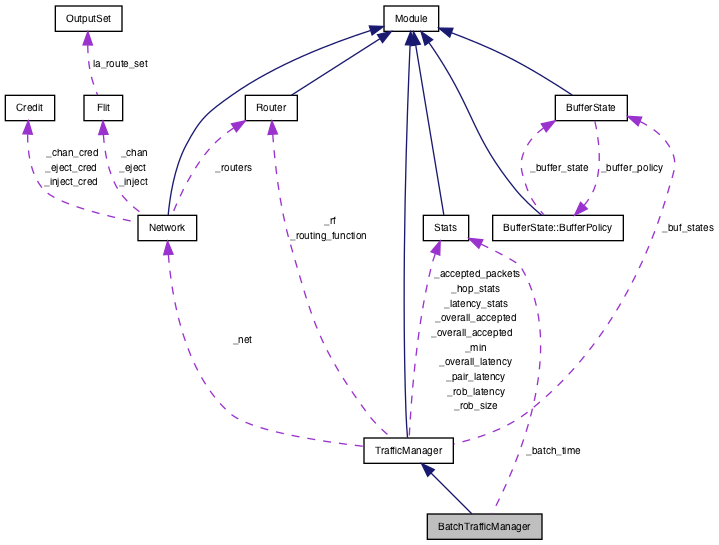 OutputSet
Module
la_route_set
Credit
Flit
Router
BufferState
_chan_cred
_eject_cred
_inject_cred
_chan
_eject
_inject
_routers
_buffer_state
_buffer_policy
Network
_rf
_routing_function
Stats
BufferState::BufferPolicy
_buf_states
_accepted_packets
_hop_stats
_latency_stats
_overall_accepted
_overall_accepted
_min
_overall_latency
_pair_latency
_rob_latency
_rob_size
_net
TrafficManager
_batch_time
BatchTrafficManager